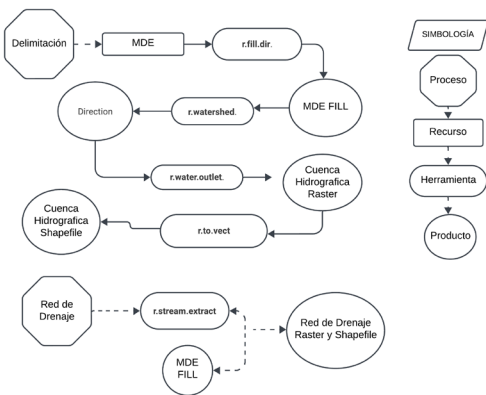 Delimitación
MDE
r.fill.dir.
SIMBOLOGÍA
Proceso
Direction
r.watershed.
MDE FILL
Recurso
r.water.outlet.
Cuenca
Hidrografica
Raster
Herramienta
Cuenca
Hidrografica
Shapefile
r.to.vect
Producto
Red de
Drenaje
r.stream.extract
Red de Drenaje
Raster y Shapefile
MDE
FILL